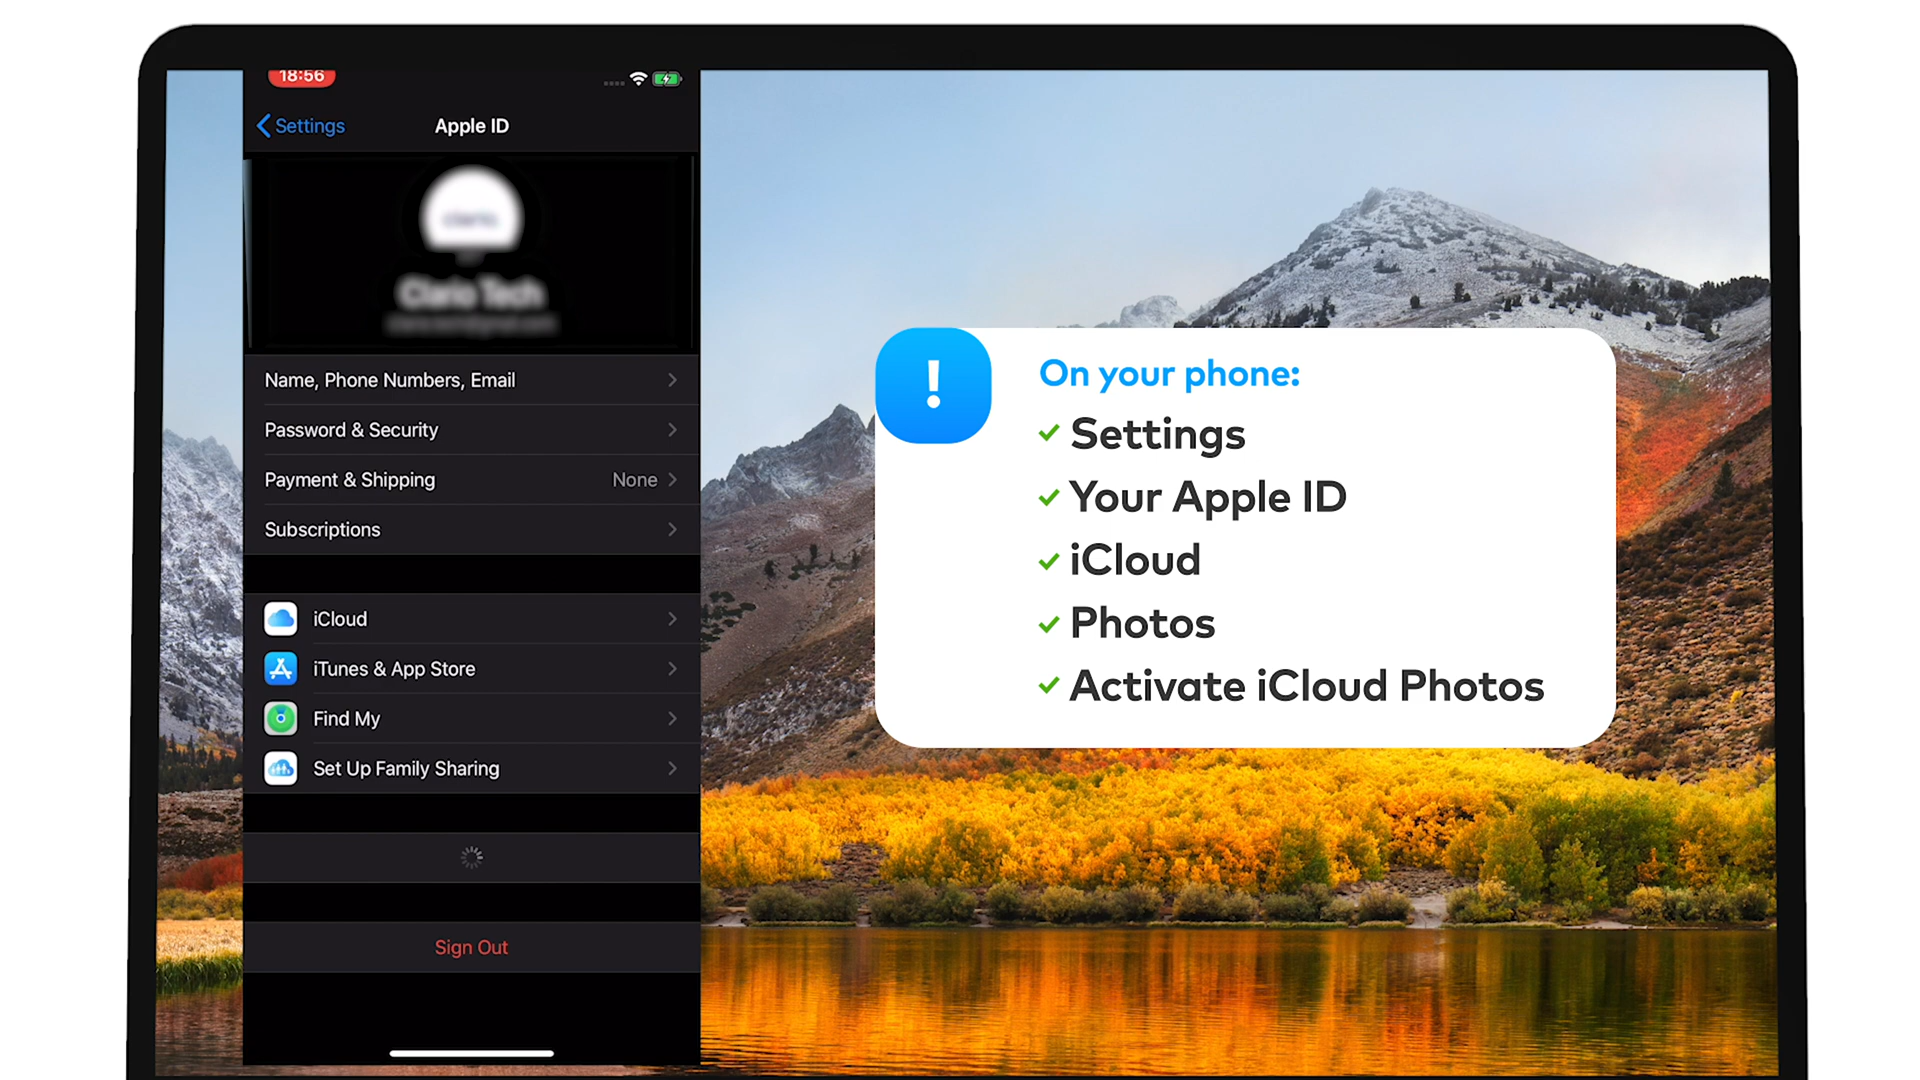 18:56
Settings
Apple ID
Clario Tech
Name, Phone Numbers, Email
Password & Security
Payment & Shipping None
Subscriptions
iCloud
iTunes & App Store
Find My
Set Up Family Sharing
Sign Out
!
On your phone:
Settings
Your Apple ID
iCloud
Photos
Activate iCloud Photos